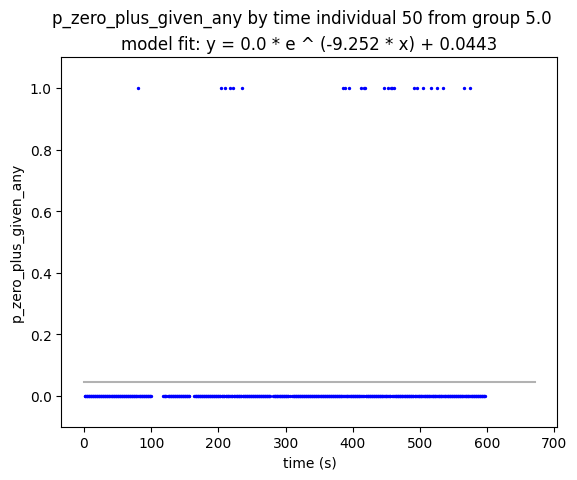 p_zero_plus_given_any by time individual 50 from group 5.0
model fit: y = 0.0 * e ^ (-9.252 * x) + 0.0443
1.0
0.8
0.6
0.4
0.2
0.0
p_zero_plus_given_any
0 100 200 300 400 500 600 700
time (s)